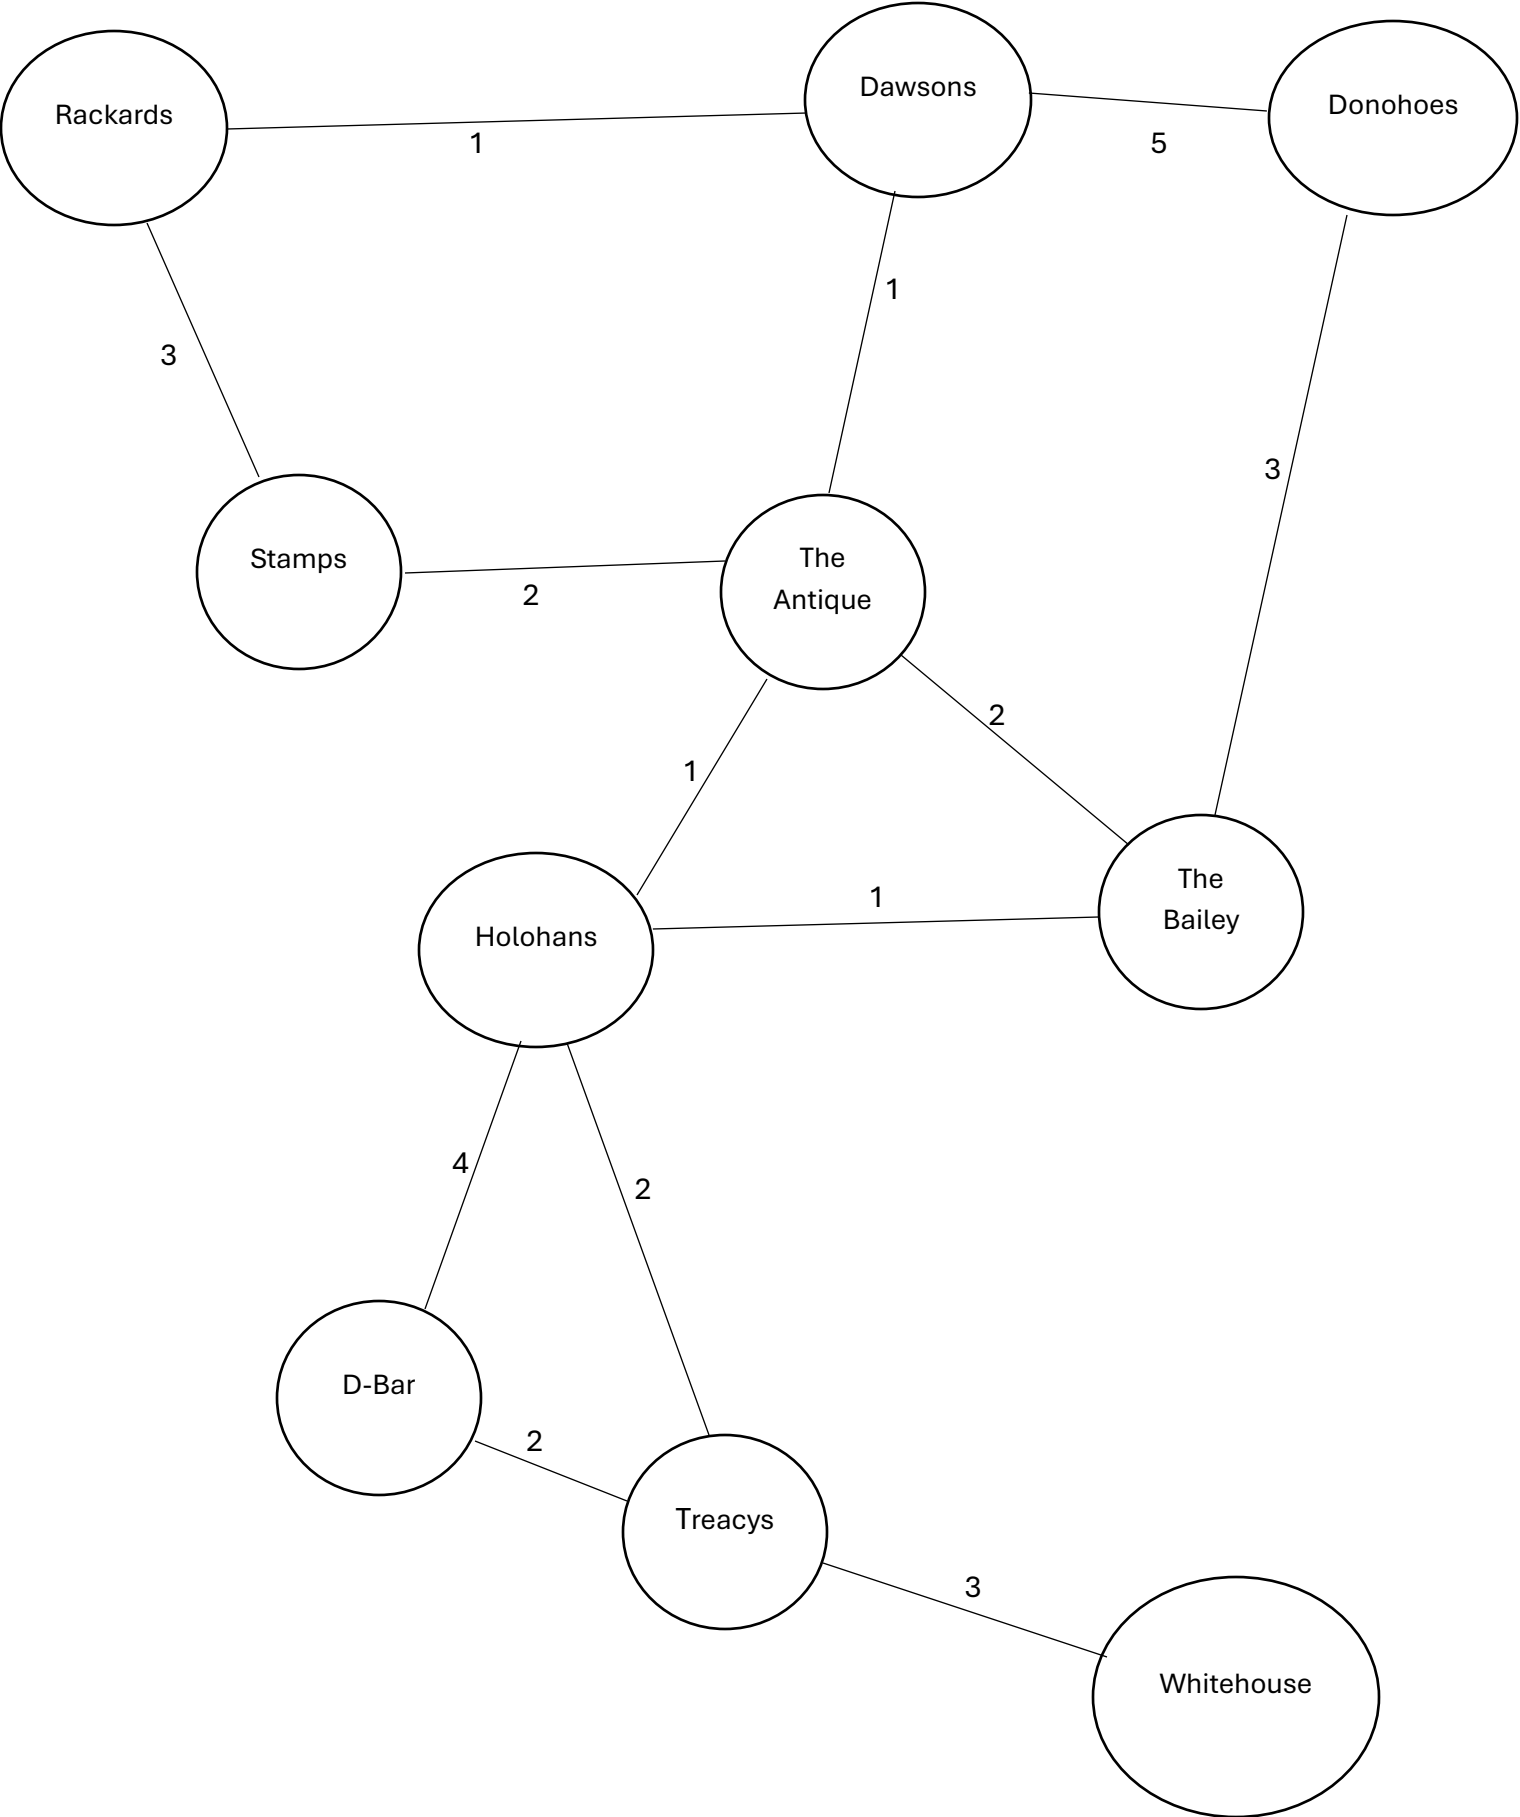 Rackards
Dawsons
Donohoes
1
5
1
3
3
Stamps
2
The
Antique
2
1
1
The
Bailey
Holohans
4
2
D-Bar
2
Treacys
3
Whitehouse